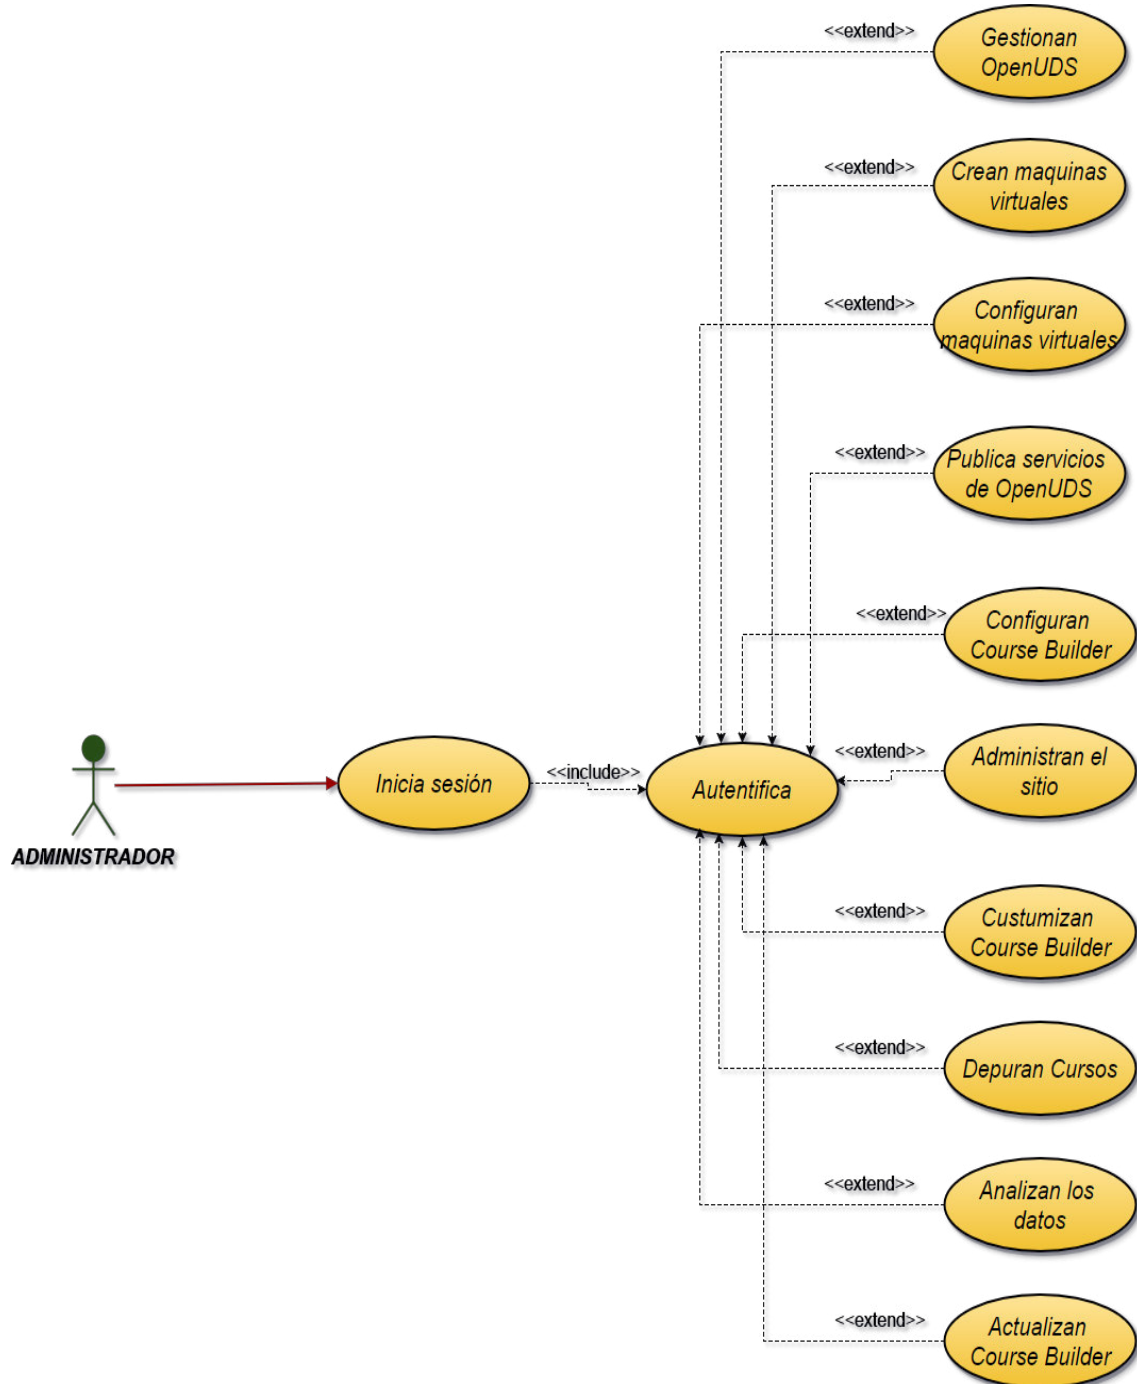 <<extend>>
Gestionan
OpenUDS
<<extend>>
Crean maquinas
virtuales
<<extend>>
Configuran
maquinas virtuales
<<extend>>
Publica servicios
de OpenUDS
<<extend>>
Configuran
Course Builder
<<extend>>
Administran el
sitio
ADMINISTRADOR
Inicia sesión
<<include>>
Autentifica
<<extend>>
Custumizan
Course Builder
<<extend>>
Depuran Cursos
<<extend>>
Analizan los
datos
<<extend>>
Actualizan
Course Builder